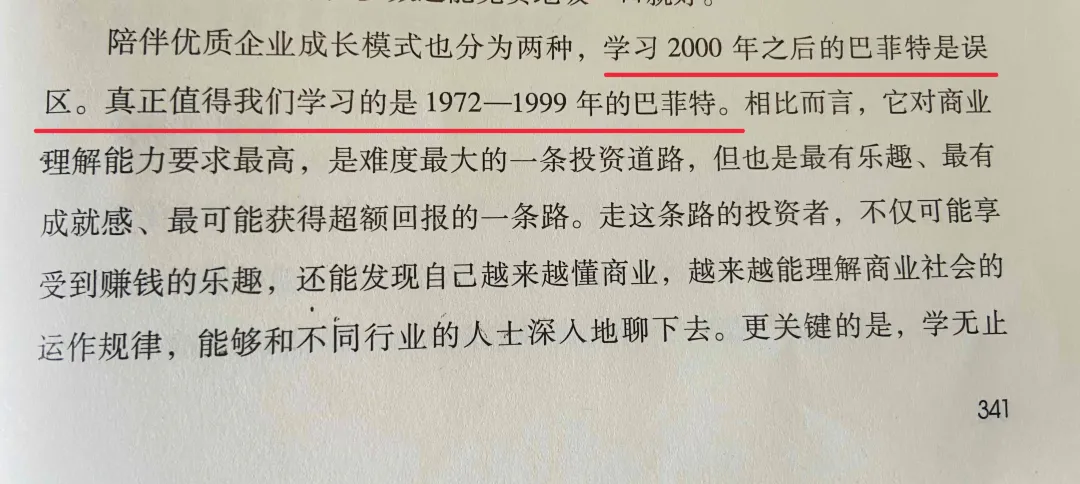 陪伴优质企业成长模式也分为两种，学习 2000 年之后的巴菲特是误
区。真正值得我们学习的是 1972—1999 年的巴菲特。相比而言，它对商业
理解能力要求最高，是难度最大的一条投资道路，但也是最有乐趣、最有
成就感、最可能获得超额回报的一条路。走这条路的投资者，不仅可能享
受到赚钱的乐趣，还能发现自己越来越懂商业，越来越能理解商业社会的
运作规律，能够和不同行业的人士深入地聊下去。更关键的是，学无止
341